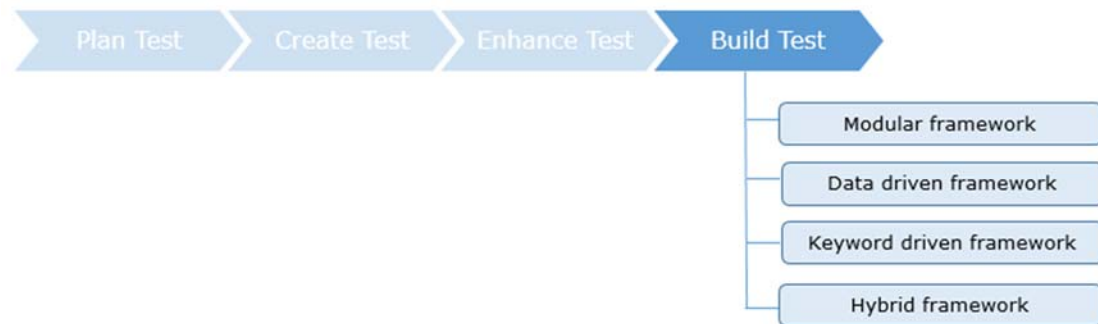 Plan Test
Create Test
Enhance Test
Build Test
Modular framework
Data driven framework
Keyword driven framework
Hybrid framework